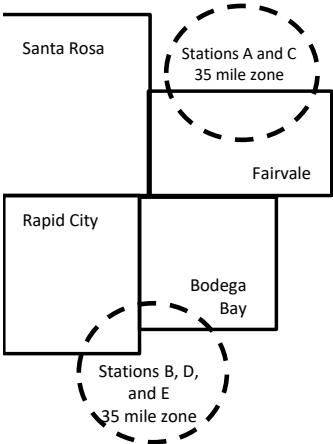 Santa Rosa
Stations A and C
35 mile zone
Fairvale
Rapid City
Bodega
Bay
Stations B, D,
and E
35 mile zone